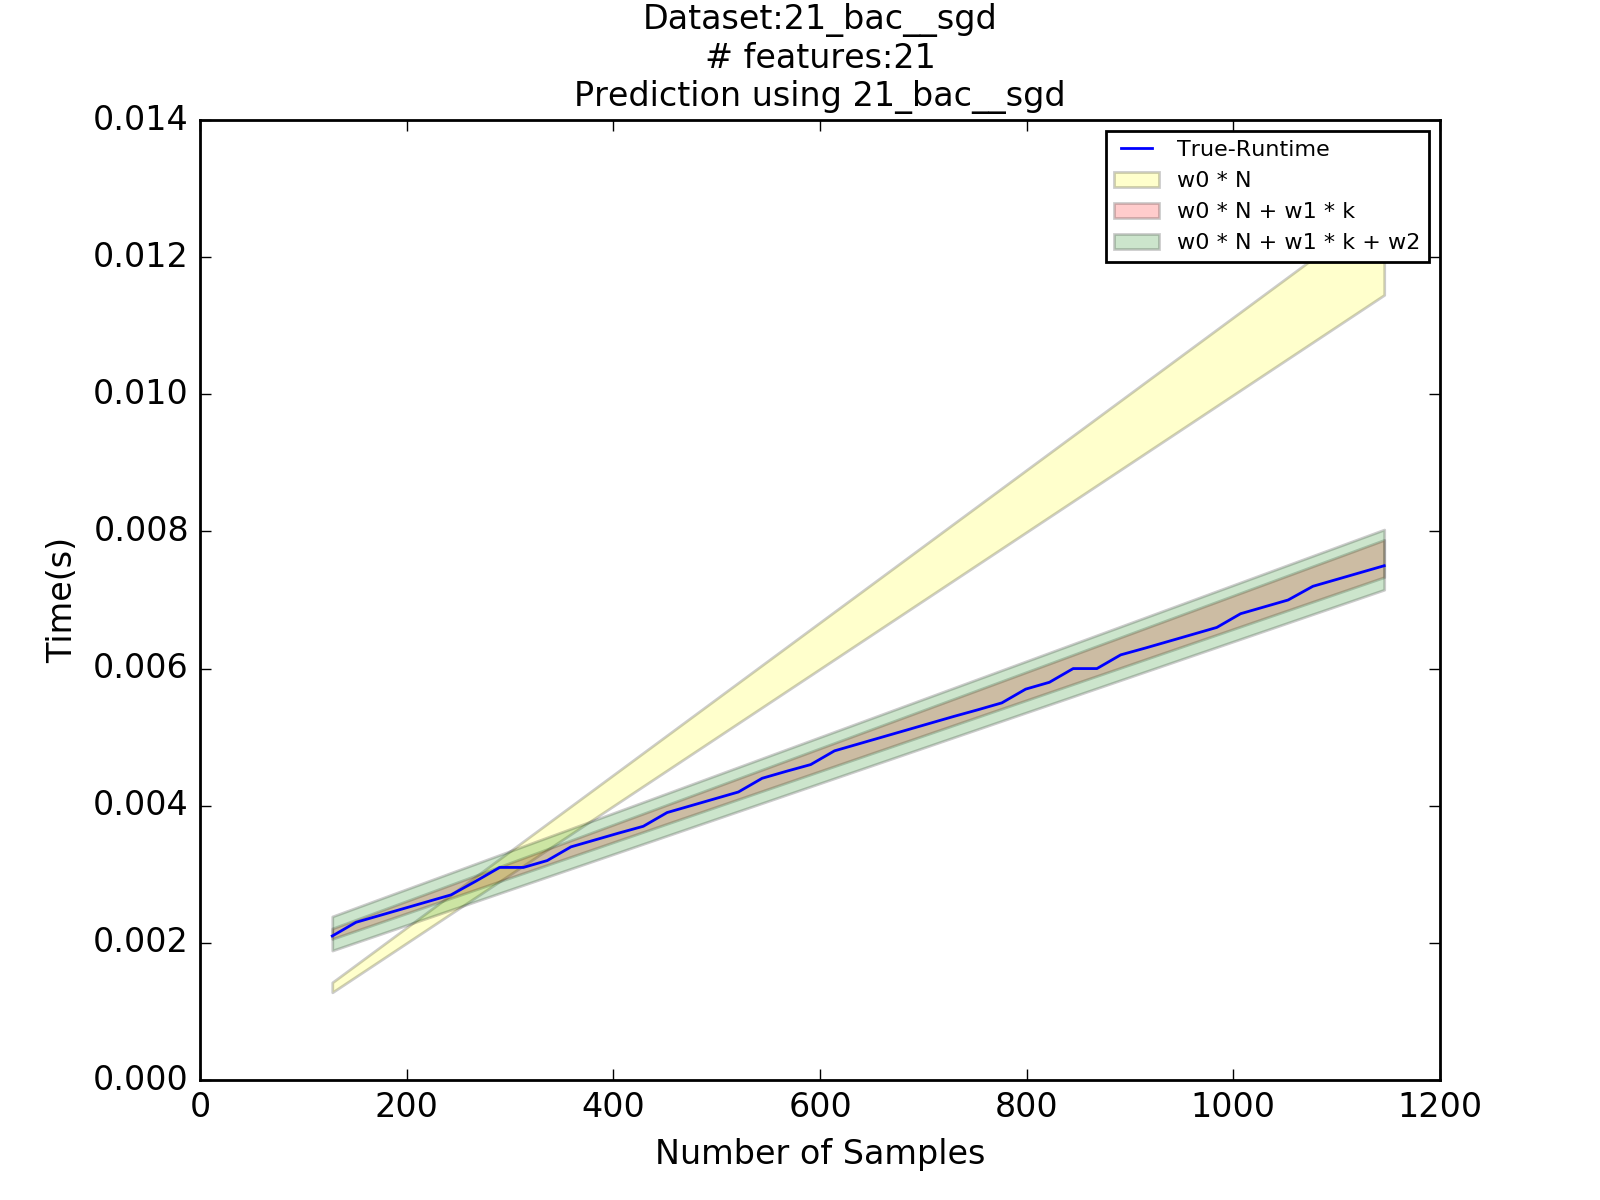 Dataset:21_bac__sgd
# features:21
Prediction using 21_bac__sgd
0.014
0.012
0.010
0.008
0.006
0.004
0.002
0.000
Time(s)
True-Runtime
w0 * N
w0 * N + w1 * k
w0 * N + w1 * k + w2
0 200 400 600 800 1000 1200
Number of Samples